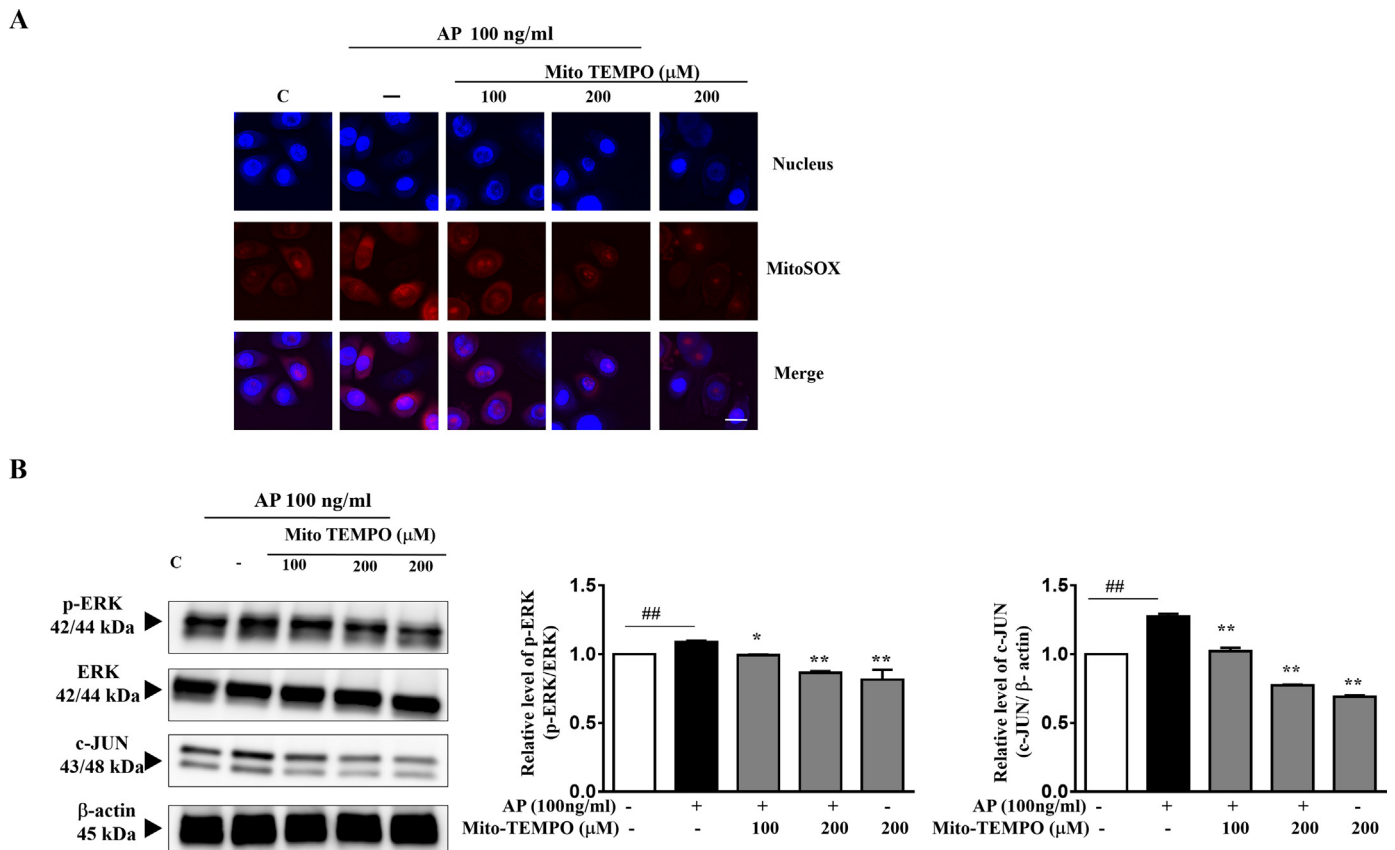 A
AP 100 ng/ml
Mito TEMPO (μM)
C — 100 200 200
Nucleus
MitoSOX
Merge
B
AP 100 ng/ml
Mito TEMPO (μM)
C - 100 200 200
p-ERK
42/44 kDa
ERK
42/44 kDa
c-JUN
43/48 kDa
β-actin
45 kDa
Relative level of p-ERK
(p-ERK/ERK)
1.5
1.0
0.5
0.0
## * ** **
AP (100ng/ml) - + + + -
Mito-TEMPO (μM) - - 100 200 200
Relative level of c-JUN
(c-JUN/ β- actin)
1.5
1.0
0.5
0.0
## ** ** **
AP (100ng/ml) - + + + -
Mito-TEMPO (μM) - - 100 200 200